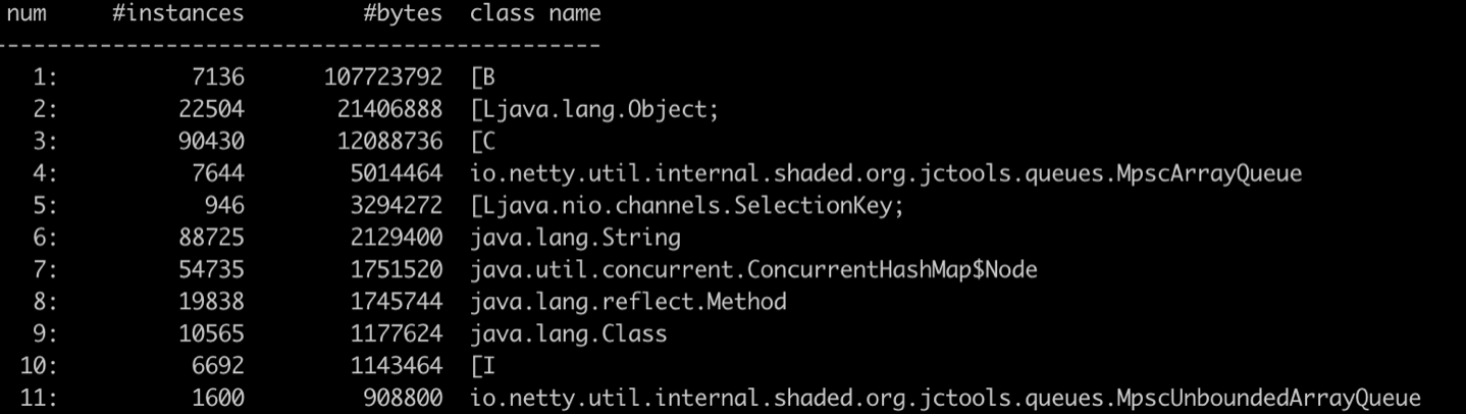 num #instances #bytes class name
----------------------------------------------
1: 7136 107723792 [B
2: 22504 21406888 [Ljava.lang.Object;
3: 90430 12088736 [C
4: 7644 5014464 io.netty.util.internal.shaded.org.jctools.queues.MpscArrayQueue
5: 946 3294272 [Ljava.nio.channels.SelectionKey;
6: 88725 2129400 java.lang.String
7: 54735 1751520 java.util.concurrent.ConcurrentHashMap$Node
8: 19838 1745744 java.lang.reflect.Method
9: 10565 1177624 java.lang.Class
10: 6692 1143464 [I
11: 1600 908800 io.netty.util.internal.shaded.org.jctools.queues.MpscUnboundedArrayQueue